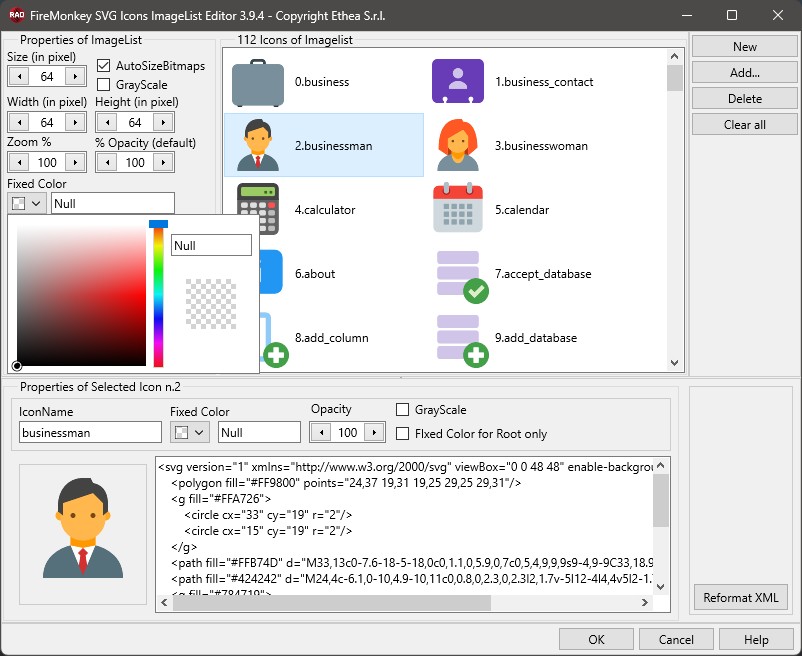 RAD FireMonkey SVG Icons ImageList Editor 3.9.4 - Copyright Ethea S.r.l.
Properties of ImageList
Size (in pixel)
64
AutoSizeBitmaps
GrayScale
Width (in pixel) Height (in pixel)
64 64
Zoom % % Opacity (default)
100 100
Fixed Color
Null
Null
112 Icons of Imagelist
0.business 1.business_contact
2.businessman 3.businesswoman
4.calculator 5.calendar
6.about 7.accept_database
8.add_column 9.add_database
New
Add...
Delete
Clear all
Properties of Selected Icon n.2
IconName Fixed Color Opacity
businessman Null 100
GrayScale
FIxed Color for Root only
<svg version="1" xmlns="http://www.w3.org/2000/svg" viewBox="0 0 48 48" enable-backgrou
<polygon fill="#FF9800" points="24,37 19,31 19,25 29,25 29,31"/>
<g fill="#FFA726">
<circle cx="33" cy="19" r="2"/>
<circle cx="15" cy="19" r="2"/>
</g>
<path fill="#FFB74D" d="M33,13c0-7.6-18-5-18,0c0,1.1,0,5.9,0,7c0,5,4,9,9,9s9-4,9-9C33,18.9
<path fill="#424242" d="M24,4c-6.1,0-10,4.9-10,11c0,0.8,0,2.3,0,2.3l2,1.7v-5l12-4l4,4v5l2-1.
<g fill="#784719">
Reformat XML
OK Cancel Help